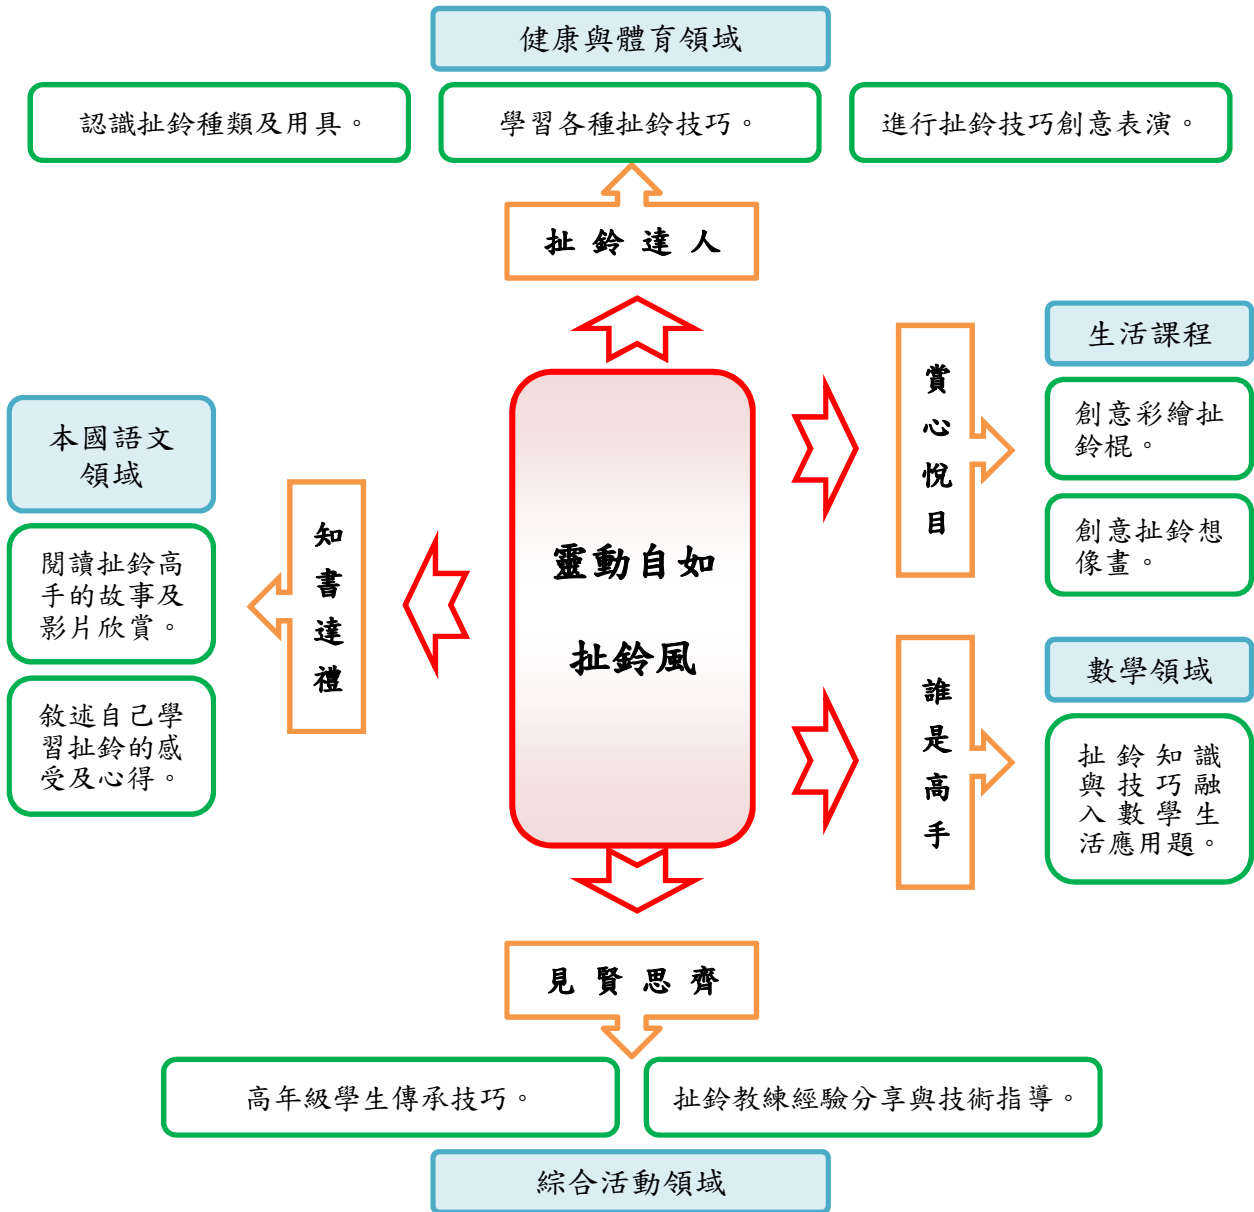 健康與體育領域
認識扯鈴種類及用具。
學習各種扯鈴技巧。
進行扯鈴技巧創意表演。
扯鈴達人
生活課程
創意彩繪扯
鈴棍。
創意扯鈴想
像畫。
賞心悅目
本國語文
領域
閱讀扯鈴高
手的故事及
影片欣賞。
敘述自己學
習扯鈴的感
受及心得。
知書達禮
靈動自如
扯鈴風
誰是高手
數學領域
扯鈴知識
與技巧融
入數學生
活應用題。
見賢思齊
高年級學生傳承技巧。
扯鈴教練經驗分享與技術指導。
綜合活動領域